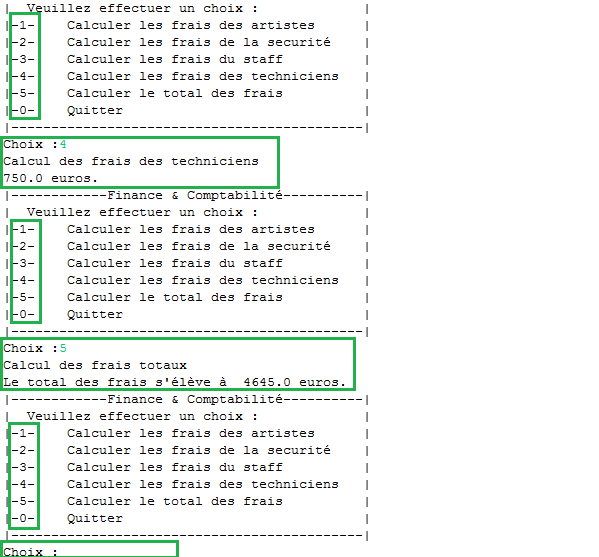 | Veuillez effectuer un choix : |
|-1- Calculer les frais des artistes |
|-2- Calculer les frais de la securité |
|-3- Calculer les frais du staff |
|-4- Calculer les frais des techniciens |
|-5- Calculer le total des frais |
|-0- Quitter |
|--------------------------------------------|
Choix :4
Calcul des frais des techniciens
750.0 euros.
|------------Finance & Comptabilité----------|
| Veuillez effectuer un choix : |
|-1- Calculer les frais des artistes |
|-2- Calculer les frais de la securité |
|-3- Calculer les frais du staff |
|-4- Calculer les frais des techniciens |
|-5- Calculer le total des frais |
|-0- Quitter |
|--------------------------------------------|
Choix :5
Calcul des frais totaux
Le total des frais s'élève à 4645.0 euros.
|------------Finance & Comptabilité----------|
| Veuillez effectuer un choix : |
|-1- Calculer les frais des artistes |
|-2- Calculer les frais de la securité |
|-3- Calculer les frais du staff |
|-4- Calculer les frais des techniciens |
|-5- Calculer le total des frais |
|-0- Quitter |
|--------------------------------------------|
Choix :